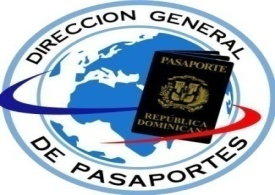 DIRECCION GENERAL
DE PASAPORTES
PASAPORTE
REPÚBLICA
DOMINICANA